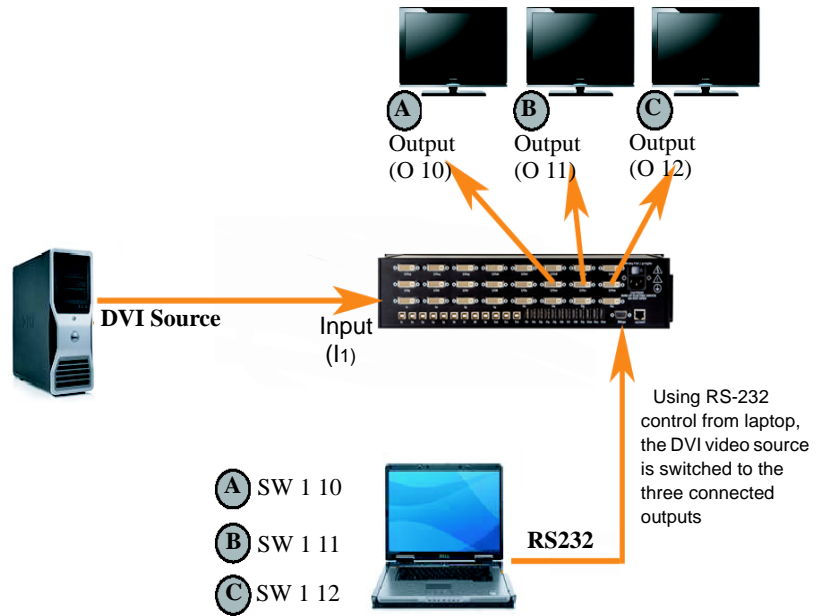 A
B
C
Output
(O 10)
Output
(O 11)
Output
(O 12)
DVI Source
Input
(I1)
Using RS-232
control from laptop,
the DVI video source
is switched to the
three connected
outputs
A SW 1 10
B SW 1 11
C SW 1 12
RS232
DELL